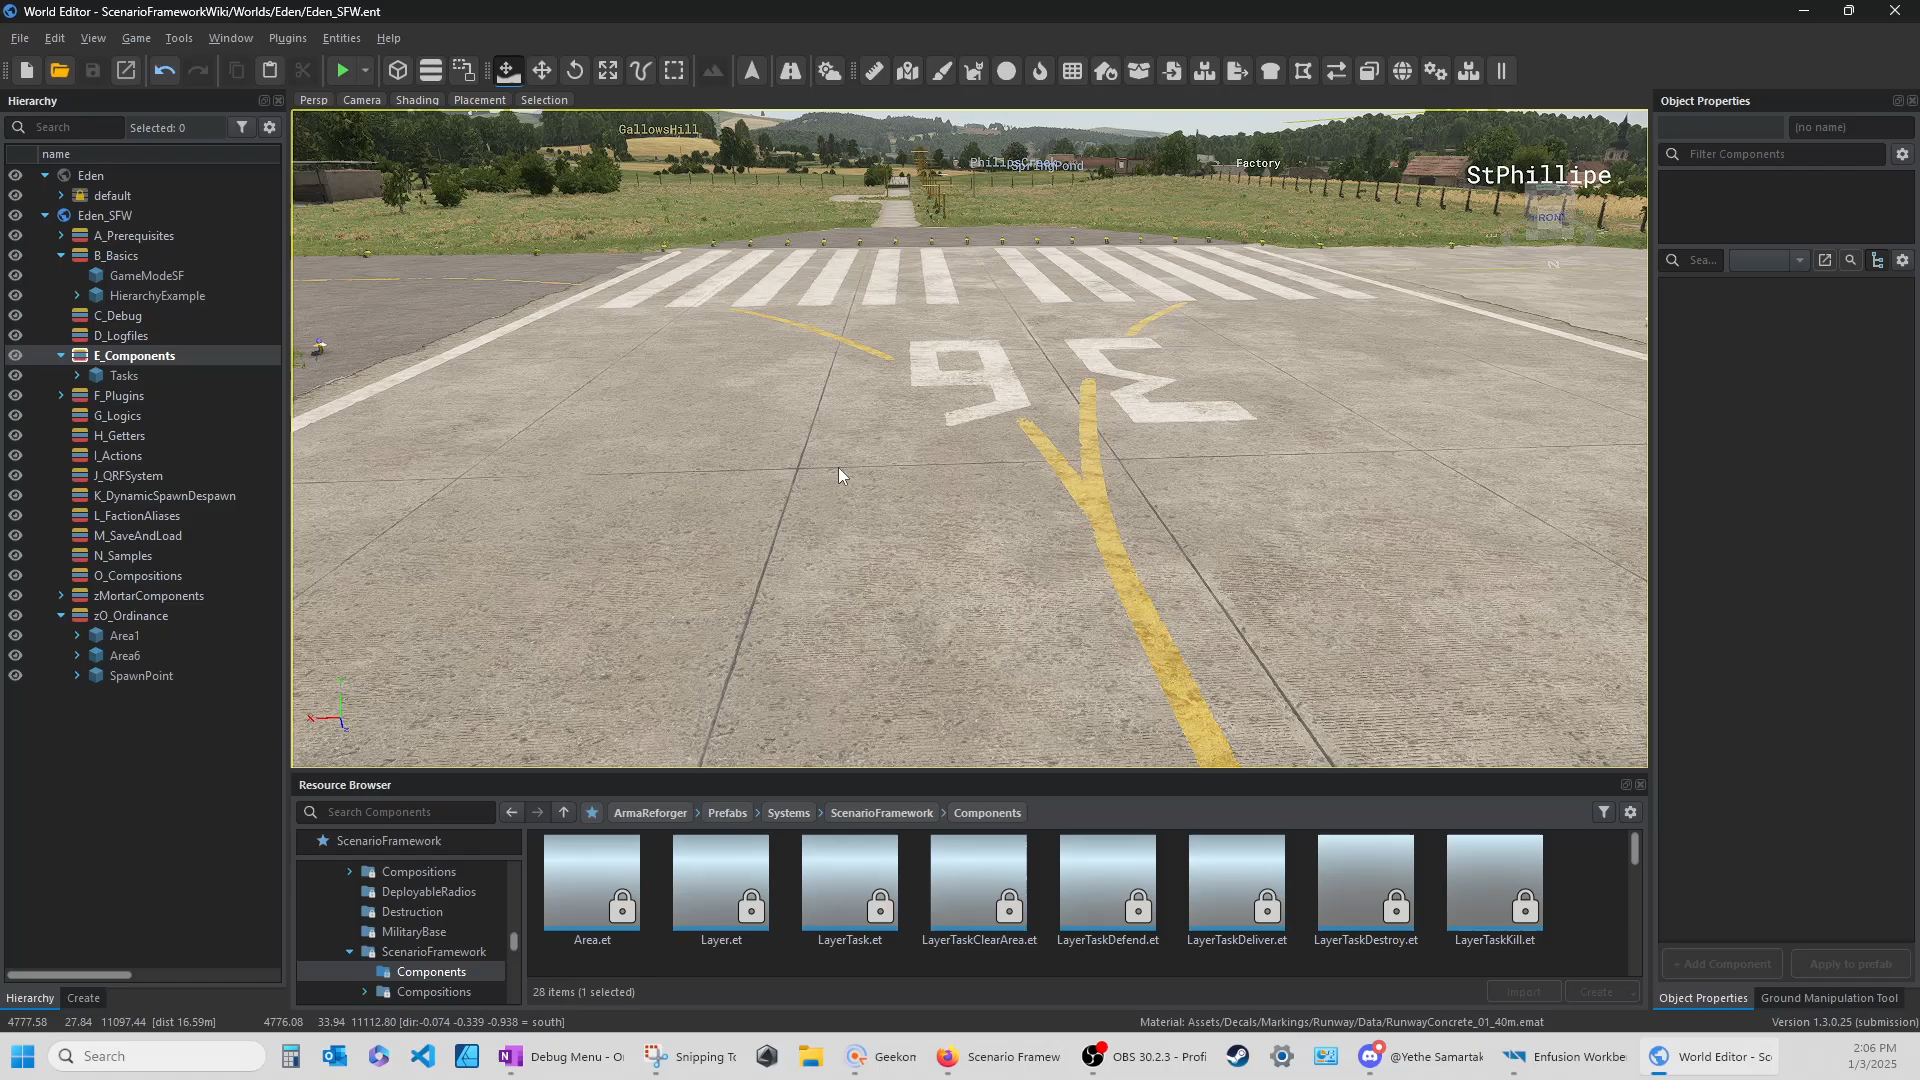 World Editor - ScenarioFrameworkWiki/Worlds/Eden/Eden_SFW.ent
File Edit View Game Tools Window Plugins Entities Help
Hierarchy
Search Selected: 0
name
Eden
default
Eden_SFW
A_Prerequisites
B_Basics
GameModeSF
HierarchyExample
C_Debug
D_Logfiles
E_Components
Tasks
F_Plugins
G_Logics
H_Getters
I_Actions
J_QRFSystem
K_DynamicSpawnDespawn
L_FactionAliases
M_SaveAndLoad
N_Samples
O_Compositions
zMortarComponents
zO_Ordinance
Area1
Area6
SpawnPoint
Hierarchy Create
Persp Camera Shading Placement Selection
GallowsHill
PhilipsCreek
SpringPond
Factory
StPhillipe
FRONT
36
X
Resource Browser
Search Components
ArmaReforger Prefabs Systems ScenarioFramework Components
ScenarioFramework
Compositions
DeployableRadios
Destruction
MilitaryBase
ScenarioFramework
Components
Compositions
Area.et Layer.et LayerTask.et LayerTaskClearArea.et LayerTaskDefend.et LayerTaskDeliver.et LayerTaskDestroy.et LayerTaskKill.et
28 items (1 selected)
Import Create
Object Properties
(no name)
Filter Components
Sea...
+ Add Component Apply to prefab
Object Properties Ground Manipulation Tool
4777.58 27.84 11097.44 [dist 16.59m] 4776.08 33.94 11112.80 [dir:-0.074 -0.339 -0.938 = south] Material: Assets/Decals/Markings/Runway/Data/RunwayConcrete_01_40m.emat Version 1.3.0.25 (submission)
Search Debug Menu - Or Snipping To Geekon Scenario Framew OBS 30.2.3 - Profi @Yethe Samartak Enfusion Workbe World Editor - Sc
2:06 PM
1/3/2025